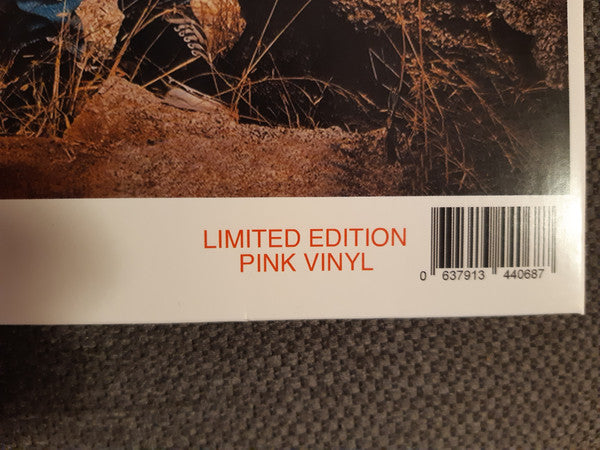 LIMITED EDITION
PINK VINYL
0 637913 440687